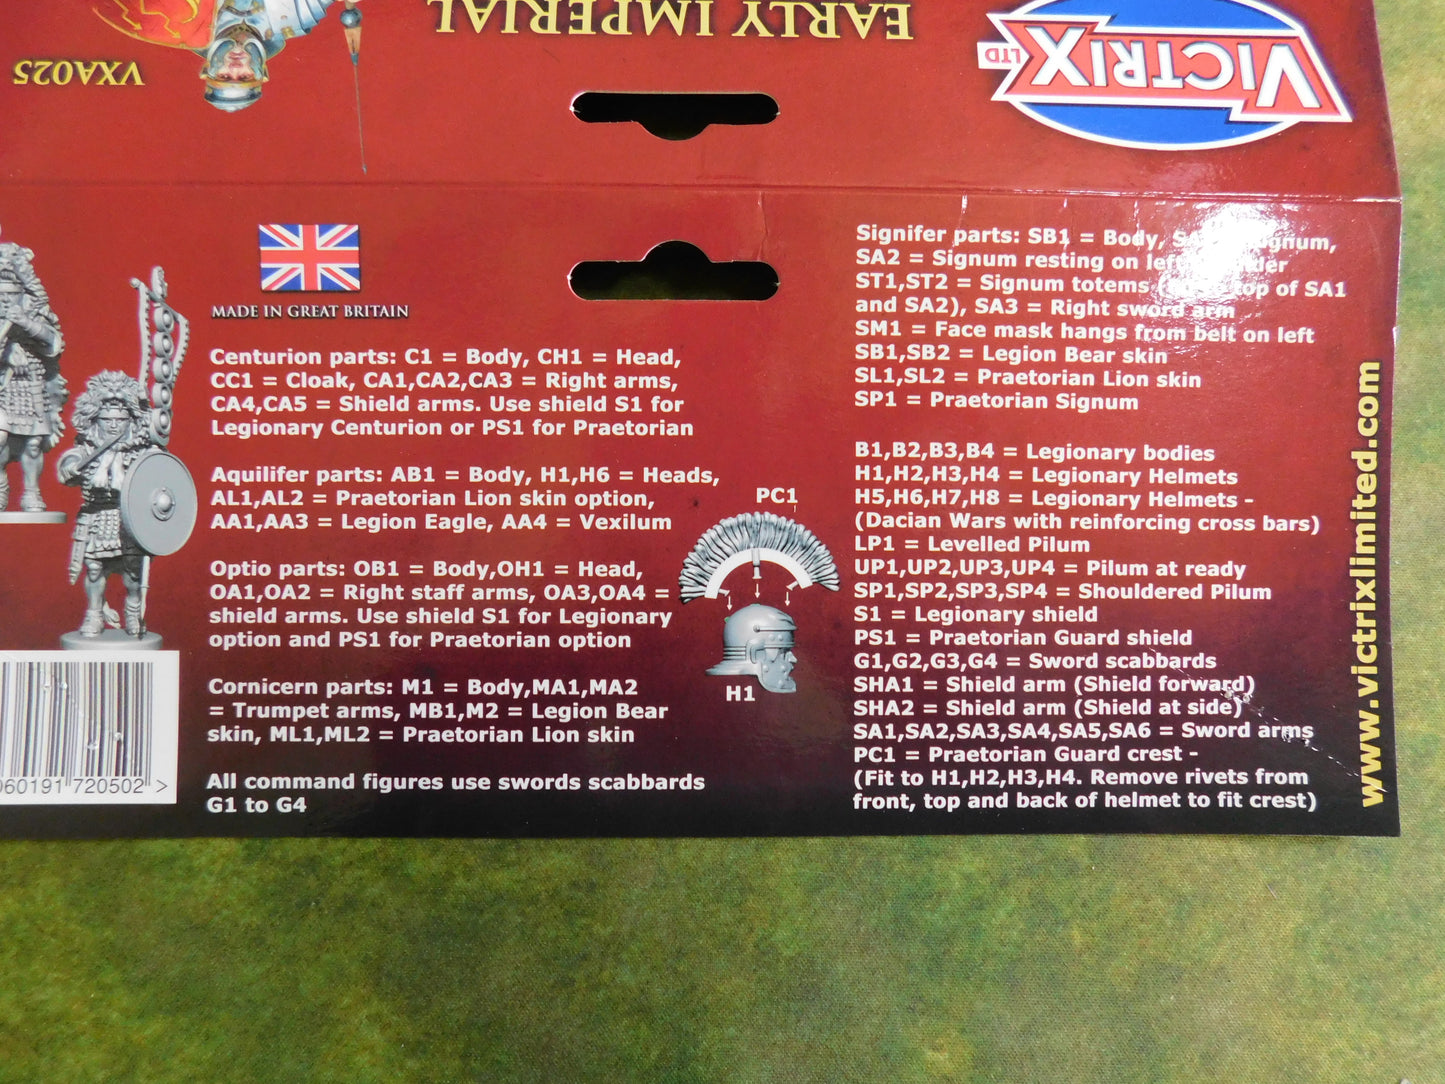 EARLY IMPERIAL
VXA025
VICTRIX
LTD
MADE IN GREAT BRITAIN
Centurion parts: C1 = Body, CH1 = Head,
CC1 = Cloak, CA1,CA2,CA3 = Right arms,
CA4,CA5 = Shield arms. Use shield S1 for
Legionary Centurion or PS1 for Praetorian
Aquilifer parts: AB1 = Body, H1,H6 = Heads,
AL1,AL2 = Praetorian Lion skin option,
AA1,AA3 = Legion Eagle, AA4 = Vexilum
Optio parts: OB1 = Body,OH1 = Head,
OA1,OA2 = Right staff arms, OA3,OA4 =
shield arms. Use shield S1 for Legionary
option and PS1 for Praetorian option
Cornicern parts: M1 = Body,MA1,MA2
= Trumpet arms, MB1,M2 = Legion Bear
skin, ML1,ML2 = Praetorian Lion skin
All command figures use swords scabbards
G1 to G4
060191 720502 >
PC1
H1
Signifer parts: SB1 = Body,
SA2 = Signum resting on
ST1,ST2 = Signum totems top of SA1
and SA2), SA3 = Right sword arm
SM1 = Face mask hangs from belt on left
SB1,SB2 = Legion Bear skin
SL1,SL2 = Praetorian Lion skin
SP1 = Praetorian Signum
B1,B2,B3,B4 = Legionary bodies
H1,H2,H3,H4 = Legionary Helmets
H5,H6,H7,H8 = Legionary Helmets -
(Dacian Wars with reinforcing cross bars)
LP1 = Levelled Pilum
UP1,UP2,UP3,UP4 = Pilum at ready
SP1,SP2,SP3,SP4 = Shouldered Pilum
S1 = Legionary shield
PS1 = Praetorian Guard shield
G1,G2,G3,G4 = Sword scabbards
SHA1 = Shield arm (Shield forward)
SHA2 = Shield arm (Shield at side)
SA1,SA2,SA3,SA4,SA5,SA6 = Sword arms
PC1 = Praetorian Guard crest -
(Fit to H1,H2,H3,H4. Remove rivets from
front, top and back of helmet to fit crest)
www.victrixlimited.com